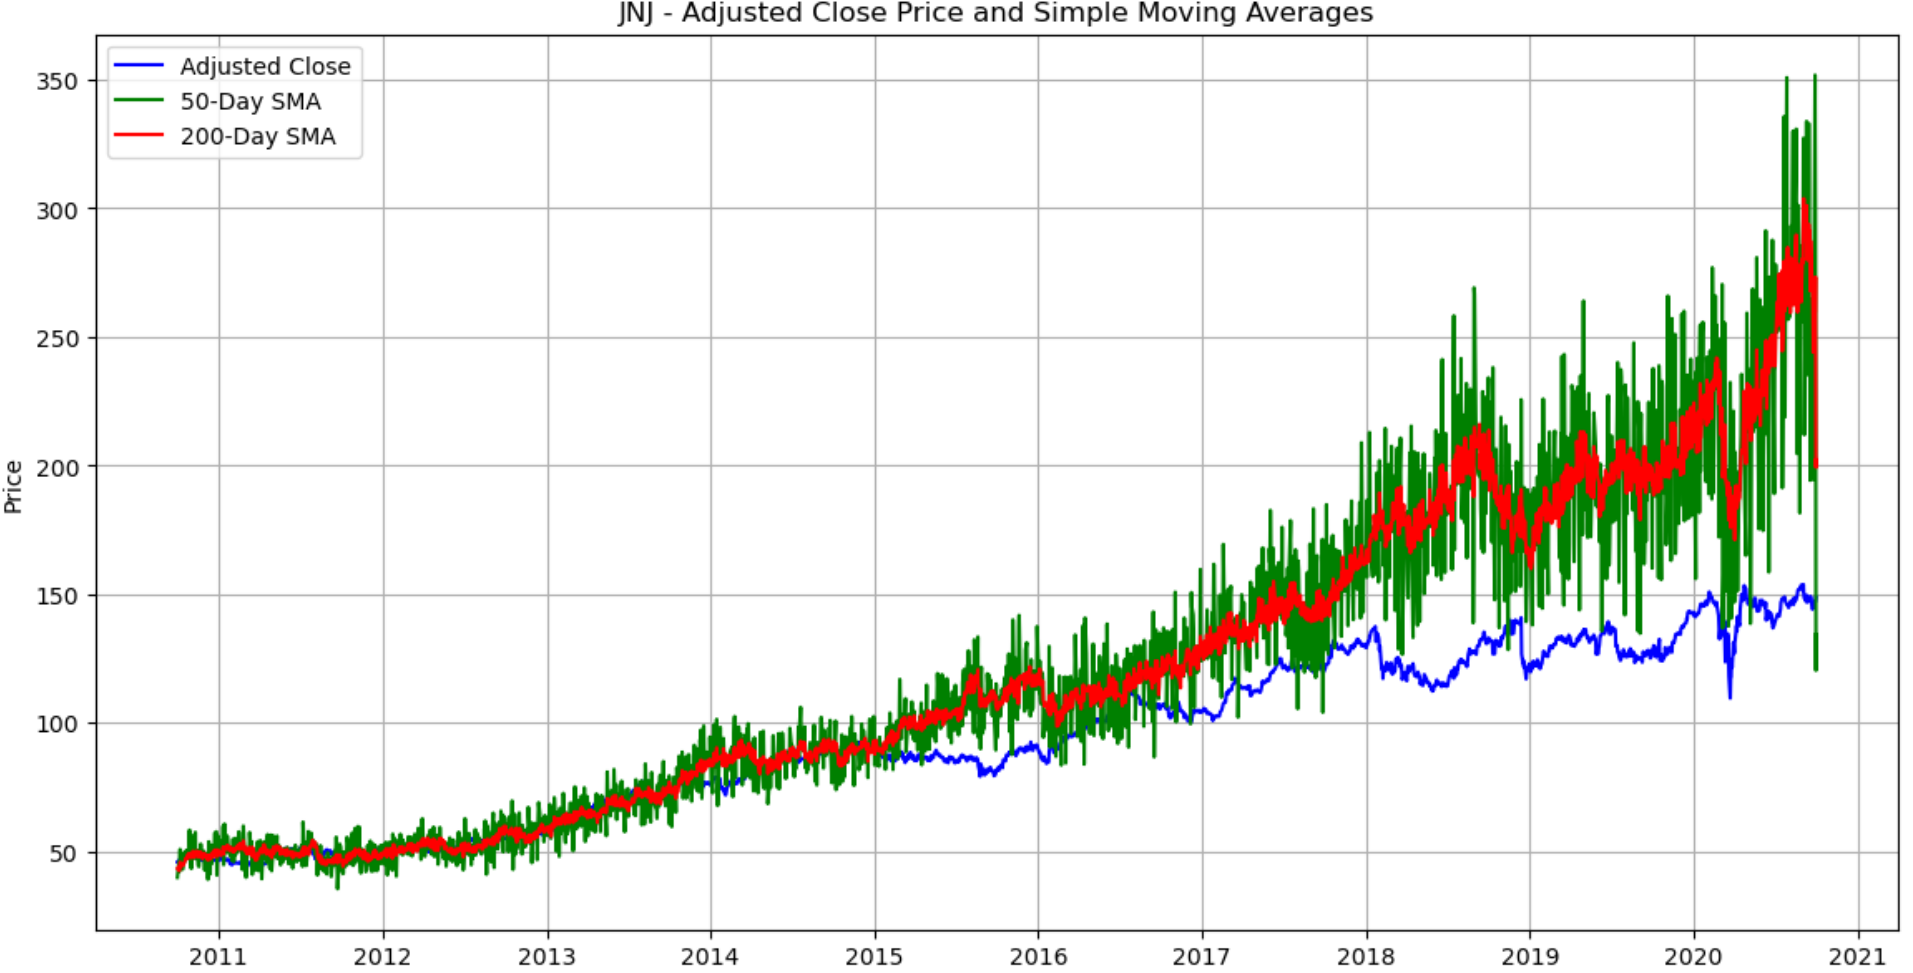 JNJ - Adjusted Close Price and Simple Moving Averages
Adjusted Close
50-Day SMA
200-Day SMA
Price
350
300
250
200
150
100
50
2011 2012 2013 2014 2015 2016 2017 2018 2019 2020 2021